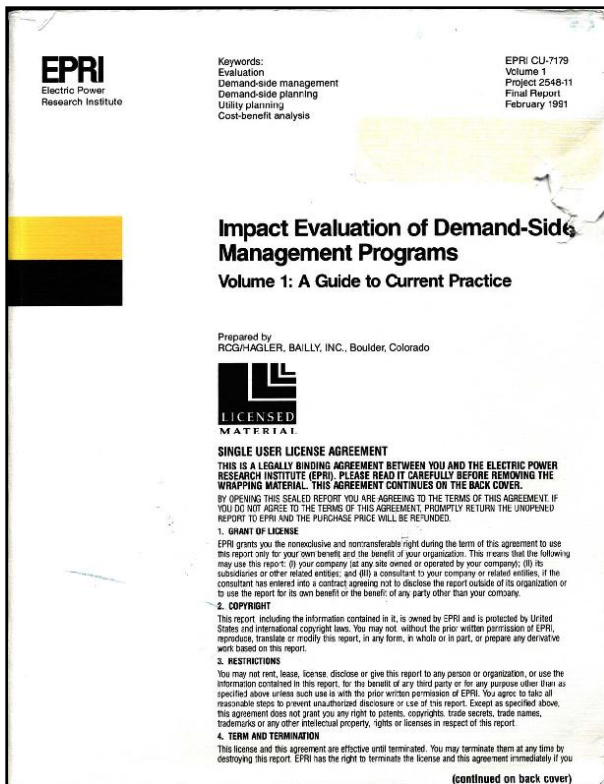 EPRI
Electric Power
Research Institute
Keywords:
Evaluation
Demand-side management
Demand-side planning
Utility planning
Cost-benefit analysis
EPRI CU-7179
Volume 1
Project 2548-11
Final Report
February 1991
Impact Evaluation of Demand-Side
Management Programs
Volume 1: A Guide to Current Practice
Prepared by
RCG/HAGLER, BAILLY, INC., Boulder, Colorado
LICENSED
MATERIAL
SINGLE USER LICENSE AGREEMENT
THIS IS A LEGALLY BINDING AGREEMENT BETWEEN YOU AND THE ELECTRIC POWER
RESEARCH INSTITUTE (EPRI). PLEASE READ IT CAREFULLY BEFORE REMOVING THE
WRAPPING MATERIAL. THIS AGREEMENT CONTINUES ON THE BACK COVER.
BY OPENING THIS SEALED REPORT YOU ARE AGREEING TO THE TERMS OF THIS AGREEMENT. IF
YOU DO NOT AGREE TO THE TERMS OF THIS AGREEMENT, PROMPTLY RETURN THE UNOPENED
REPORT TO EPRI AND THE PURCHASE PRICE WILL BE REFUNDED.
1. GRANT OF LICENSE
EPRI grants you the nonexclusive and nontransferable right during the term of this agreement to use
this report only for your own benefit and the benefit of your organization. This means that the following
may use this report: (I) your company (at any site owned or operated by your company); (II) its
subsidiaries or other related entities; and (III) a consultant to your company or related entities, if the
consultant has entered into a contract agreeing not to disclose the report outside of its organization or
to use the report for its own benefit or the benefit of any party other than your company.
2. COPYRIGHT
This report, including the information contained in it, is owned by EPRI and is protected by United
States and international copyright laws. You may not, without the prior written permission of EPRI,
reproduce, translate or modify this report, in any form, in whole or in part, or prepare any derivative
work based on this report.
3. RESTRICTIONS
You may not rent, lease, license, disclose or give this report to any person or organization, or use the
information contained in this report, for the benefit of any third party or for any purpose other than as
specified above unless such use is with the prior written permission of EPRI. You agree to take all
reasonable steps to prevent unauthorized disclosure or use of this report. Except as specified above,
this agreement does not grant you any right to patents, copyrights, trade secrets, trade names,
trademarks or any other intellectual property, rights or licenses in respect of this report.
4. TERM AND TERMINATION
This license and this agreement are effective until terminated. You may terminate them at any time by
destroying this report. EPRI has the right to terminate the license and this agreement immediately if you
(continued on back cover)